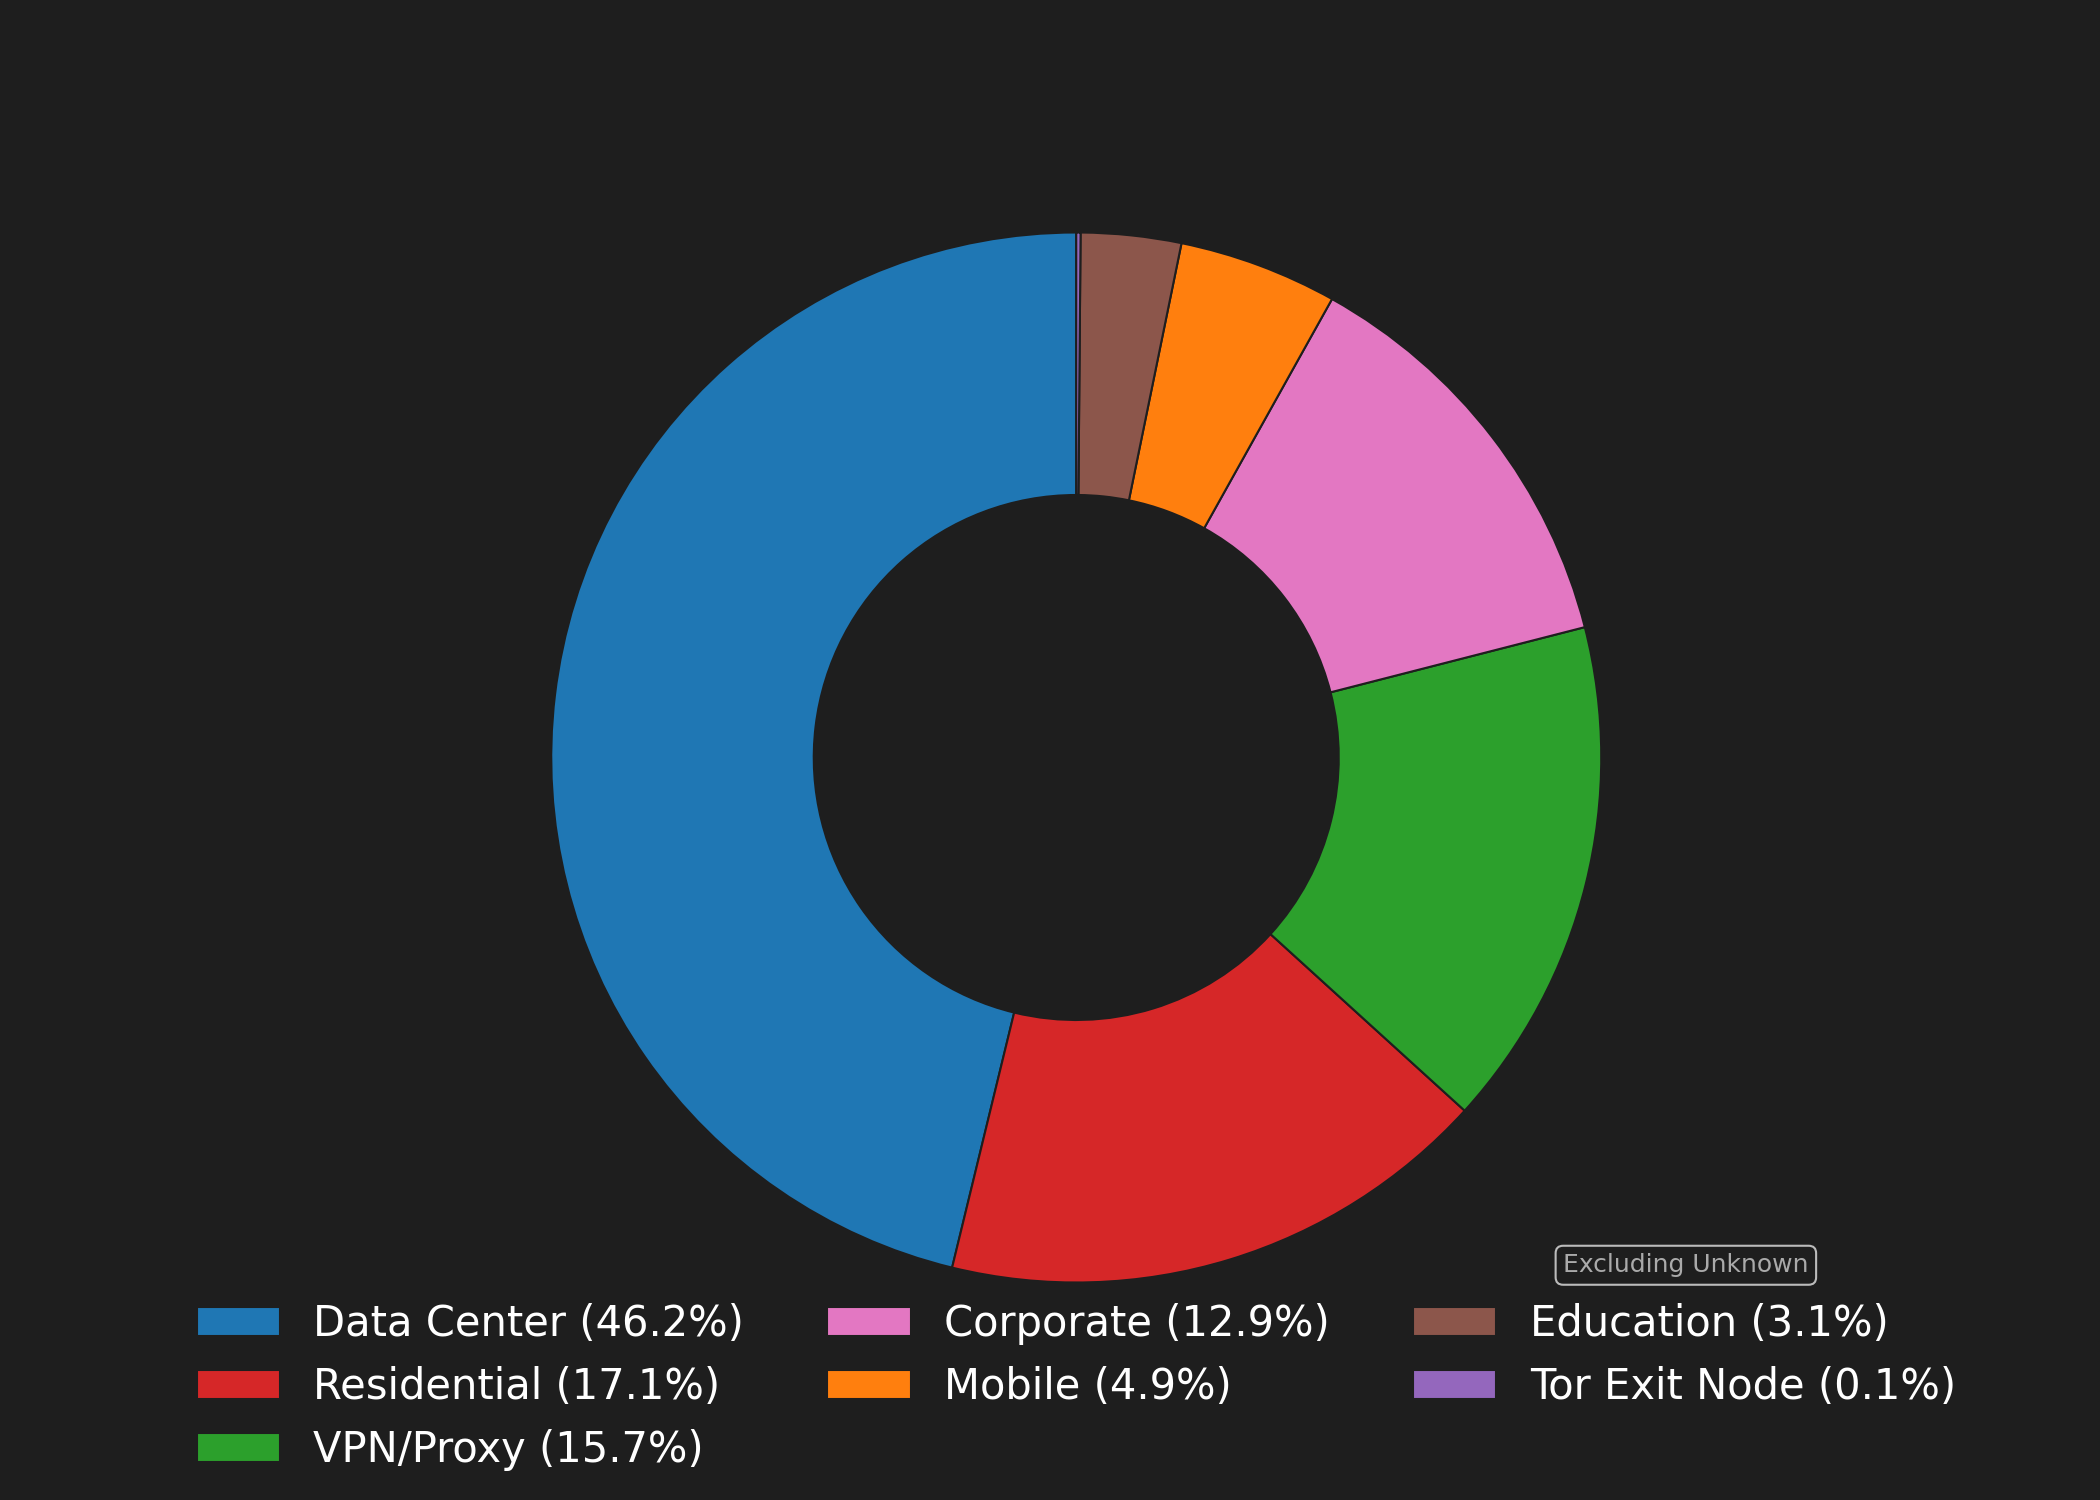 Excluding Unknown
Data Center (46.2%)
Residential (17.1%)
VPN/Proxy (15.7%)
Corporate (12.9%)
Mobile (4.9%)
Education (3.1%)
Tor Exit Node (0.1%)